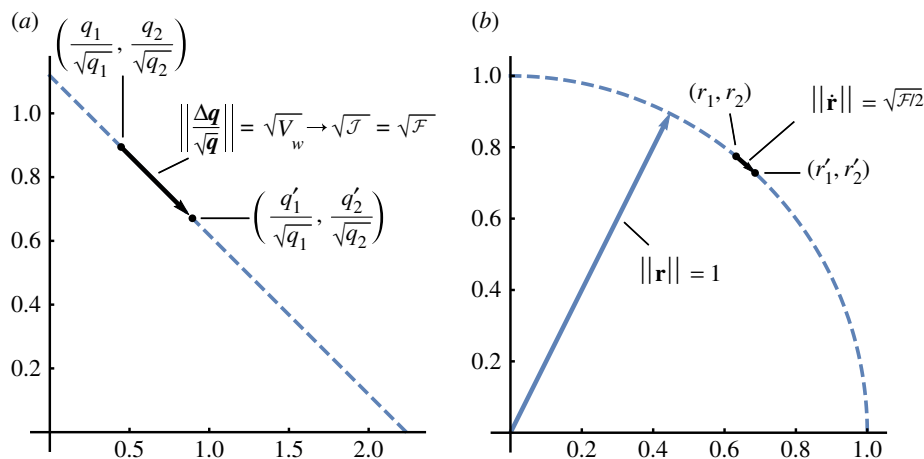 (a)
(q₁/√q₁, q₂/√q₂)
1.0
0.8
0.6
0.4
0.2
||Δq/√q|| = √V_w → √𝒥 = √ℱ
(q′₁/√q₁, q′₂/√q₂)
0.5 1.0 1.5 2.0
(b)
1.0
0.8
0.6
0.4
0.2
(r₁, r₂)
||ṙ|| = √ℱ/2
(r′₁, r′₂)
||r|| = 1
0.2 0.4 0.6 0.8 1.0